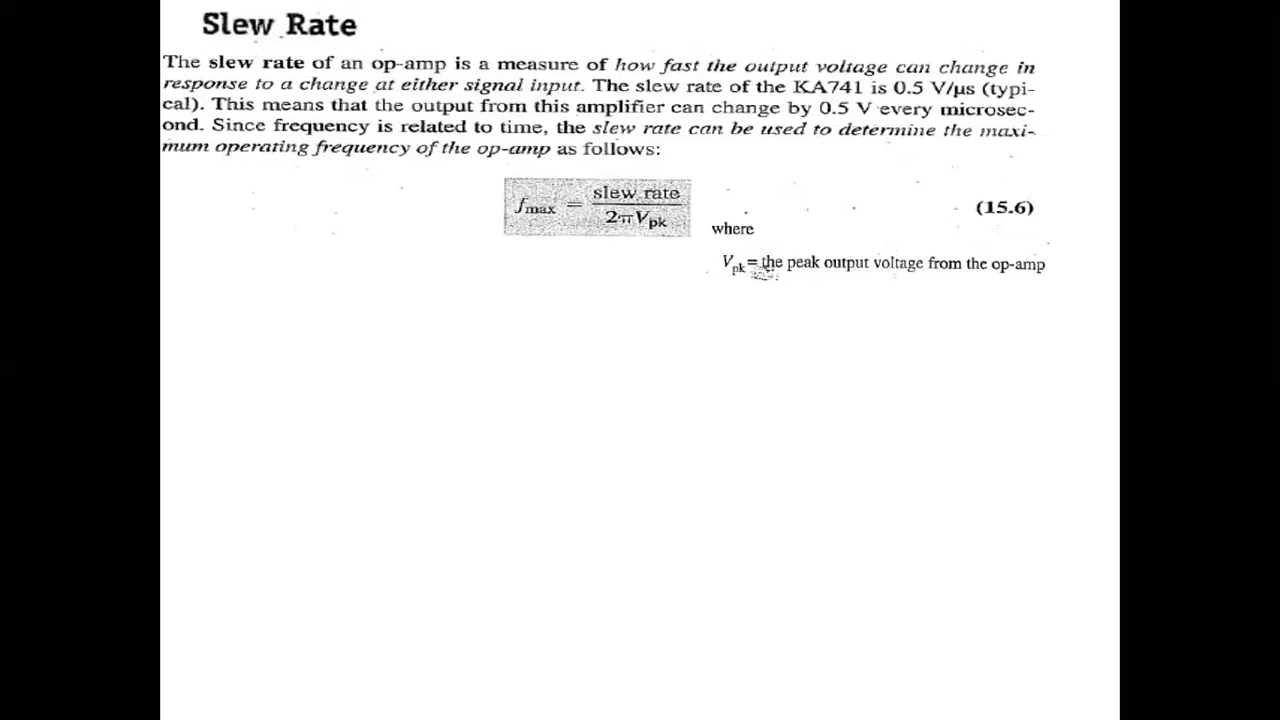 Slew Rate
The slew rate of an op-amp is a measure of how fast the output voltage can change in
response to a change at either signal input. The slew rate of the KA741 is 0.5 V/μs (typi-
cal). This means that the output from this amplifier can change by 0.5 V every microsec-
ond. Since frequency is related to time, the slew rate can be used to determine the maxi-
mum operating frequency of the op-amp as follows:
fmax = slew rate / 2πVpk (15.6)
where
Vpk = the peak output voltage from the op-amp